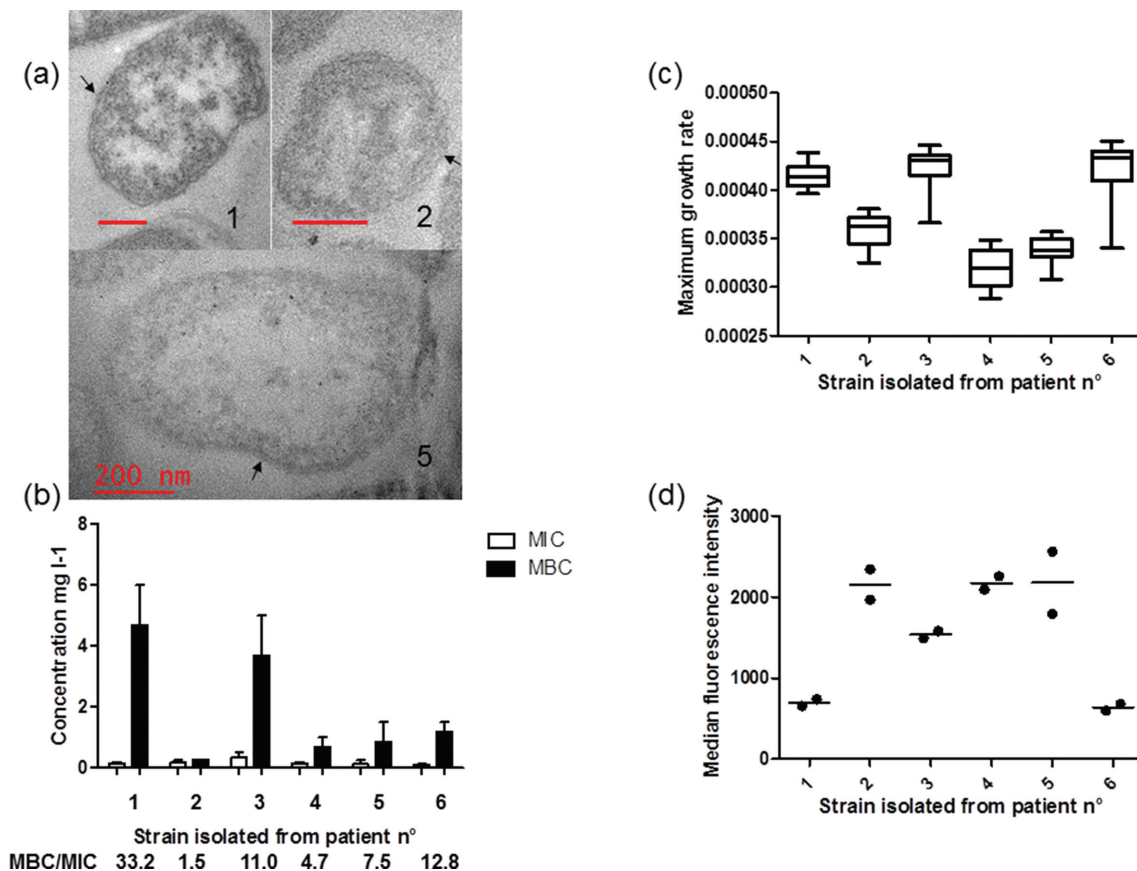 (a)
1
2
5
200 nm
(b)
8
6
4
2
0
Concentration mg l-1
MIC
MBC
1 2 3 4 5 6
Strain isolated from patient n°
MBC/MIC 33.2 1.5 11.0 4.7 7.5 12.8
(c)
0.00050
0.00045
0.00040
0.00035
0.00030
0.00025
Maximum growth rate
1 2 3 4 5 6
Strain isolated from patient n°
(d)
3000
2000
1000
0
Median fluorescence intensity
1 2 3 4 5 6
Strain isolated from patient n°